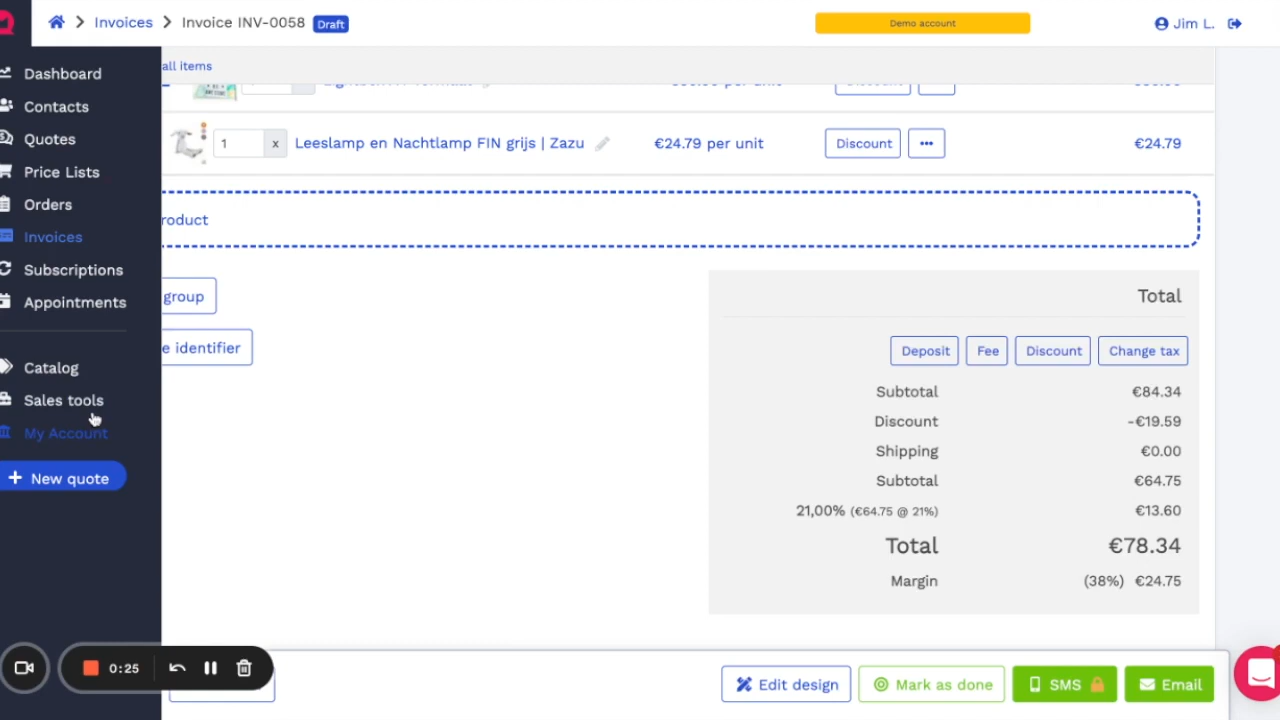 Invoices Invoice INV-0058 Draft
Demo account
Jim L.
Dashboard
Contacts
Quotes
Price Lists
Orders
Invoices
Subscriptions
Appointments
Catalog
Sales tools
My Account
+ New quote
all items
1 x Leeslamp en Nachtlamp FIN grijs | Zazu €24.79 per unit Discount ••• €24.79
roduct
group
e identifier
Total
Deposit Fee Discount Change tax
Subtotal €84.34
Discount -€19.59
Shipping €0.00
Subtotal €64.75
21,00% (€64.75 @ 21%) €13.60
Total €78.34
Margin (38%) €24.75
0:25
Edit design Mark as done SMS Email